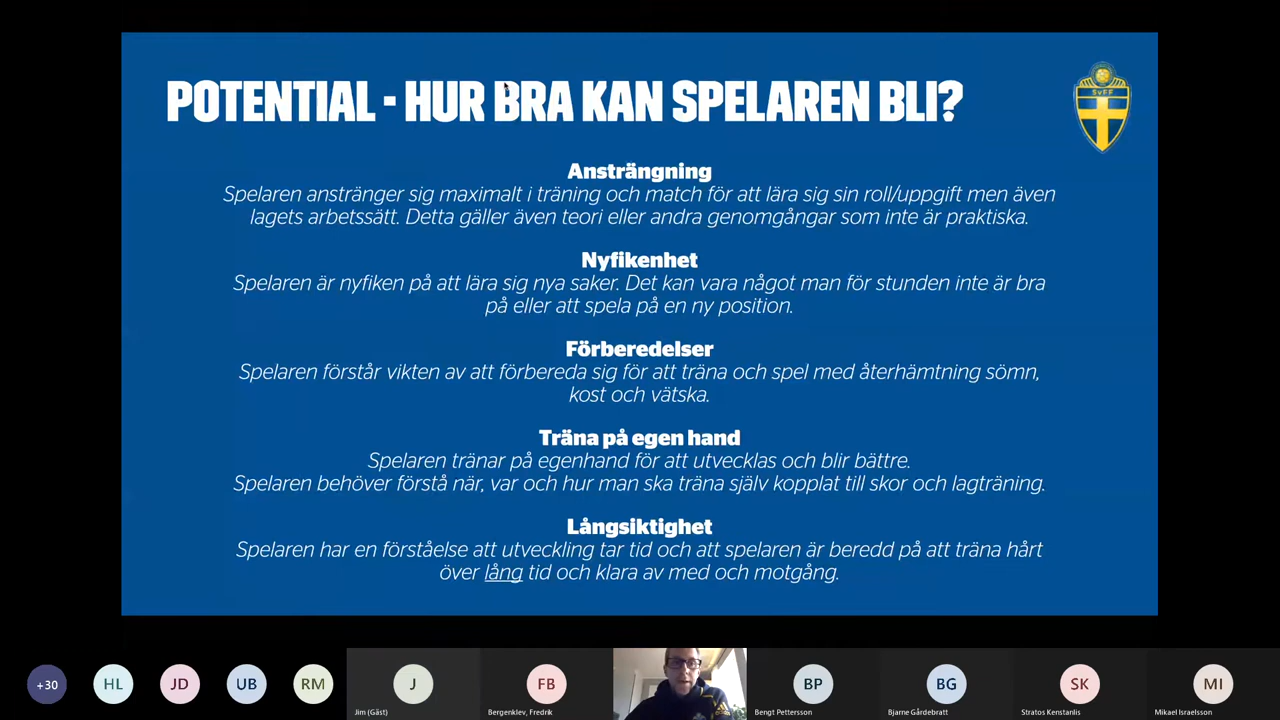 POTENTIAL - HUR BRA KAN SPELAREN BLI?
SvFF
Ansträngning
Spelaren anstränger sig maximalt i träning och match för att lära sig sin roll/uppgift men även
lagets arbetssätt. Detta gäller även teori eller andra genomgångar som inte är praktiska.
Nyfikenhet
Spelaren är nyfiken på att lära sig nya saker. Det kan vara något man för stunden inte är bra
på eller att spela på en ny position.
Förberedelser
Spelaren förstår vikten av att förbereda sig för att träna och spel med återhämtning sömn,
kost och vätska.
Träna på egen hand
Spelaren tränar på egenhand för att utvecklas och blir bättre.
Spelaren behöver förstå när, var och hur man ska träna själv kopplat till skor och lagträning.
Långsiktighet
Spelaren har en förståelse att utveckling tar tid och att spelaren är beredd på att träna hårt
över lång tid och klara av med och motgång.
+30
HL
JD
UB
RM
J
FB
BP
BG
SK
MI
Jim (Gäst)
Bergenklev, Fredrik
Bengt Pettersson
Bjarne Gårdebratt
Stratos Kenstanlis
Mikael Israelsson